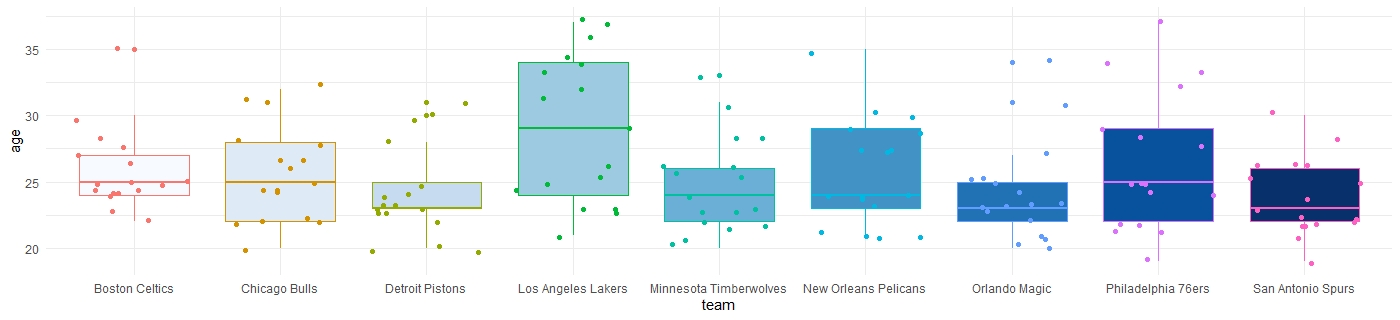 age
35
30
25
20
Boston Celtics
Chicago Bulls
Detroit Pistons
Los Angeles Lakers
Minnesota Timberwolves
New Orleans Pelicans
Orlando Magic
Philadelphia 76ers
San Antonio Spurs
team